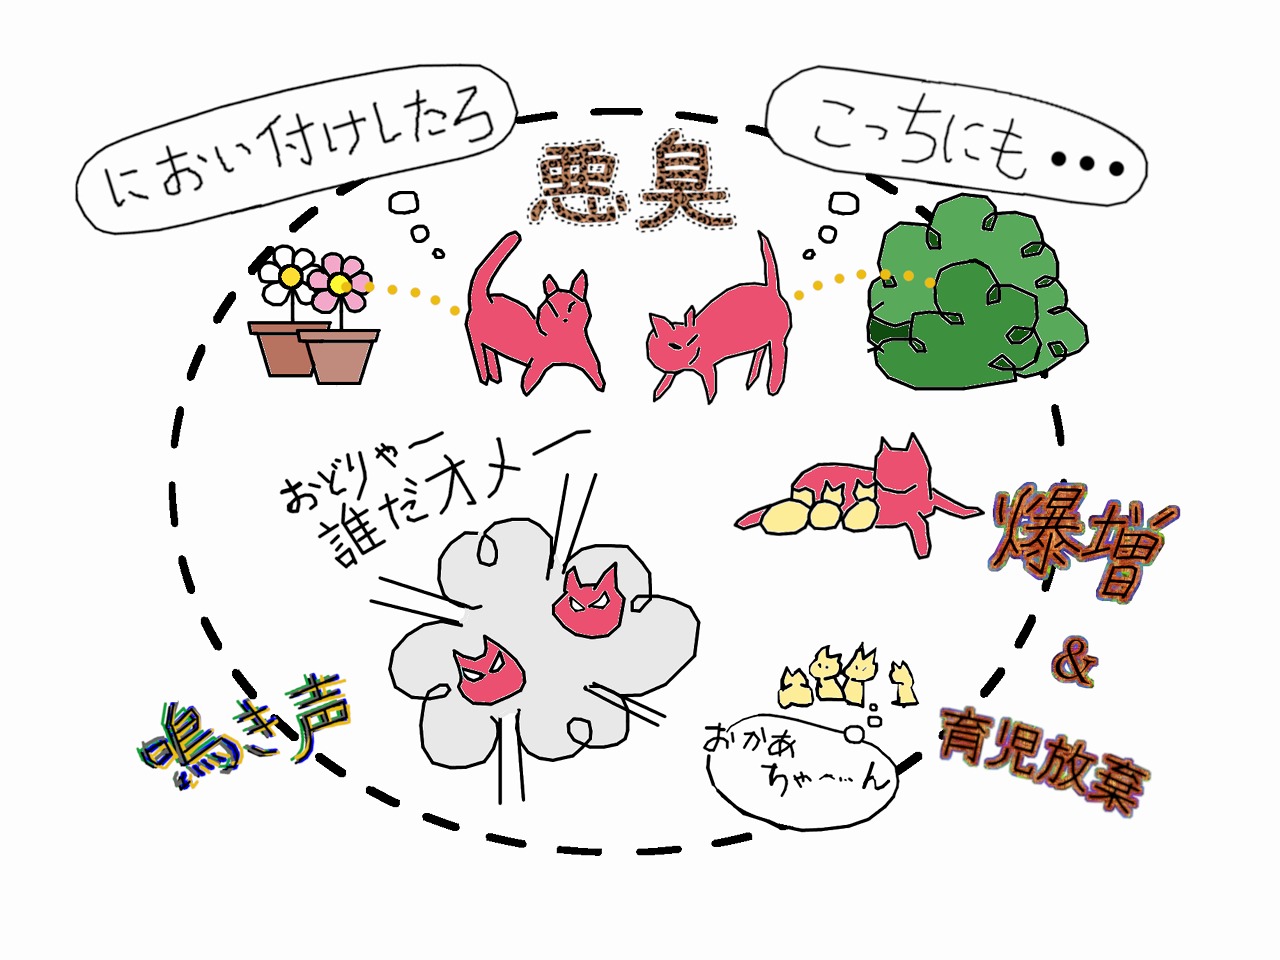 におい付けしたろ
こっちにも・・・
悪臭
おどりゃー
誰だオメー
爆増
&
育児放棄
鳴き声
おかあ
ちゃ〜…ん